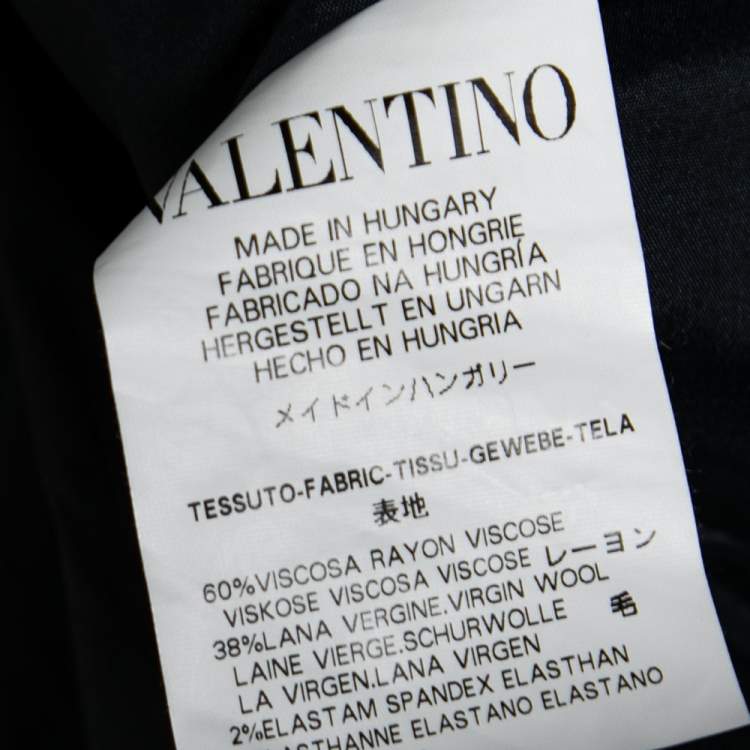 VALENTINO
MADE IN HUNGARY
FABRIQUE EN HONGRIE
FABRICADO NA HUNGRÍA
HERGESTELLT EN UNGARN
HECHO EN HUNGRIA
メイドインハンガリー
TESSUTO-FABRIC-TISSU-GEWEBE-TELA
表地
60%VISCOSA RAYON VISCOSE
VISKOSE VISCOSA VISCOSE レーヨン
38%LANA VERGINE.VIRGIN WOOL
LAINE VIERGE.SCHURWOLLE 毛
LA VIRGEN.LANA VIRGEN
2%ELASTAM SPANDEX ELASTHAN
ELASTHANNE ELASTANO ELASTANO